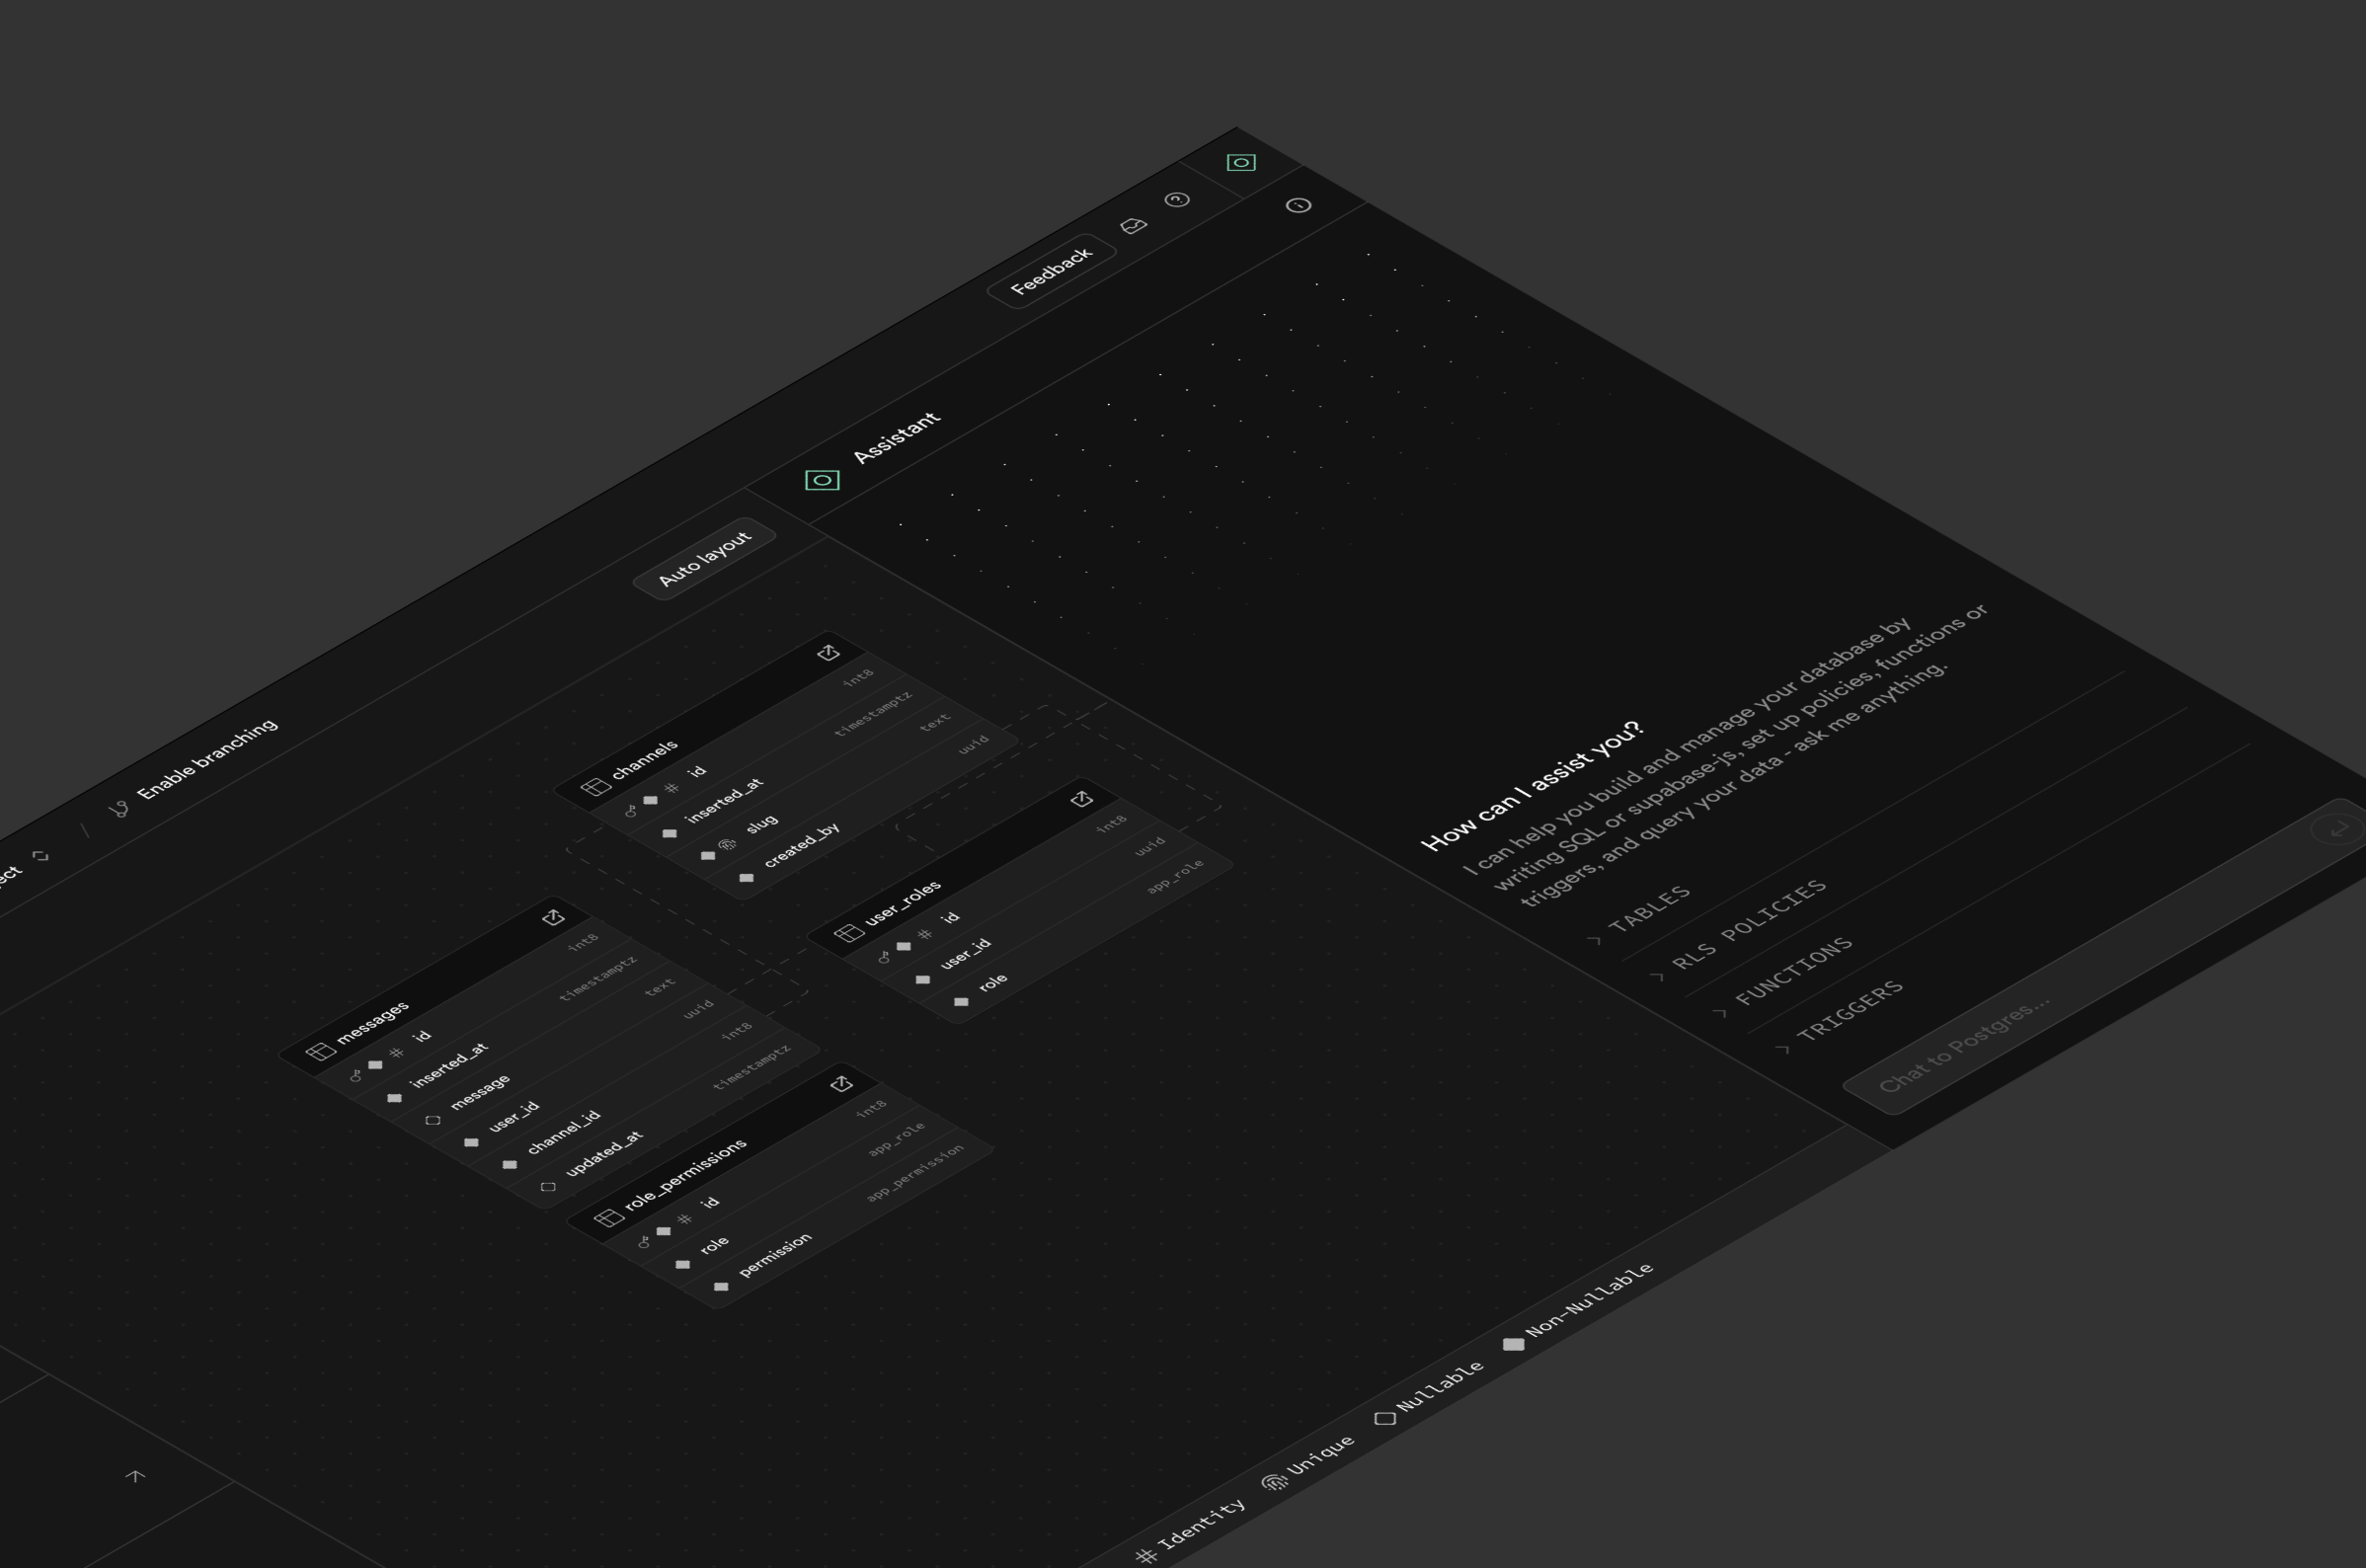 Enable branching
Feedback
Auto layout
Assistant
channels
id int8
inserted_at timestamptz
slug text
created_by uuid
user_roles
id int8
user_id uuid
role app_role
messages
id int8
inserted_at timestamptz
message text
user_id uuid
channel_id int8
updated_at timestamptz
role_permissions
id int8
role app_role
permission app_permission
Identity
Unique
Nullable
Non-Nullable
How can I assist you?
I can help you build and manage your database by
writing SQL or supabase-js, set up policies, functions or
triggers, and query your data - ask me anything.
TABLES
RLS POLICIES
FUNCTIONS
TRIGGERS
Chat to Postgres...